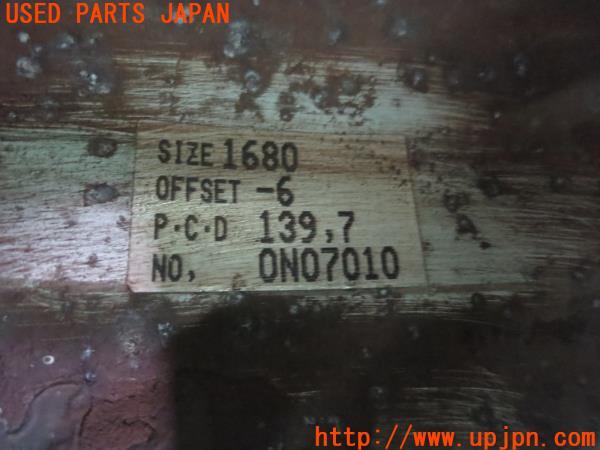 USED PARTS JAPAN
SIZE 1680
OFFSET -6
P·C·D 139,7
NO, 0N07010
A.
http://www.upjpn.com